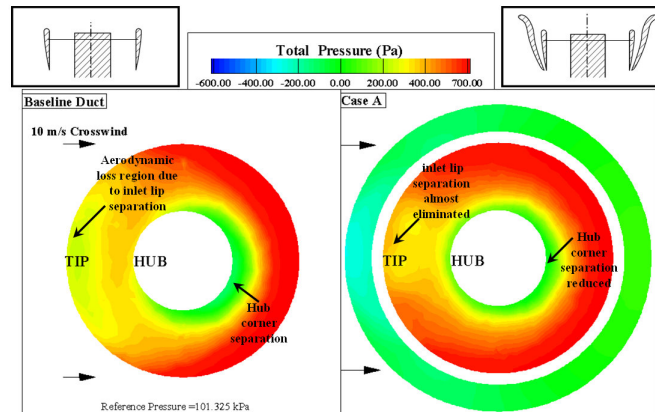 Total Pressure (Pa)
-600.00 -400.00 -200.00 0.00 200.00 400.00 700.00
Baseline Duct
10 m/s Crosswind
Aerodynamic
loss region due
to inlet lip
separation
TIP
HUB
Hub
corner
separation
Reference Pressure =101.325 kPa
Case A
inlet lip
separation
almost
eliminated
TIP
HUB
Hub
corner
separation
reduced